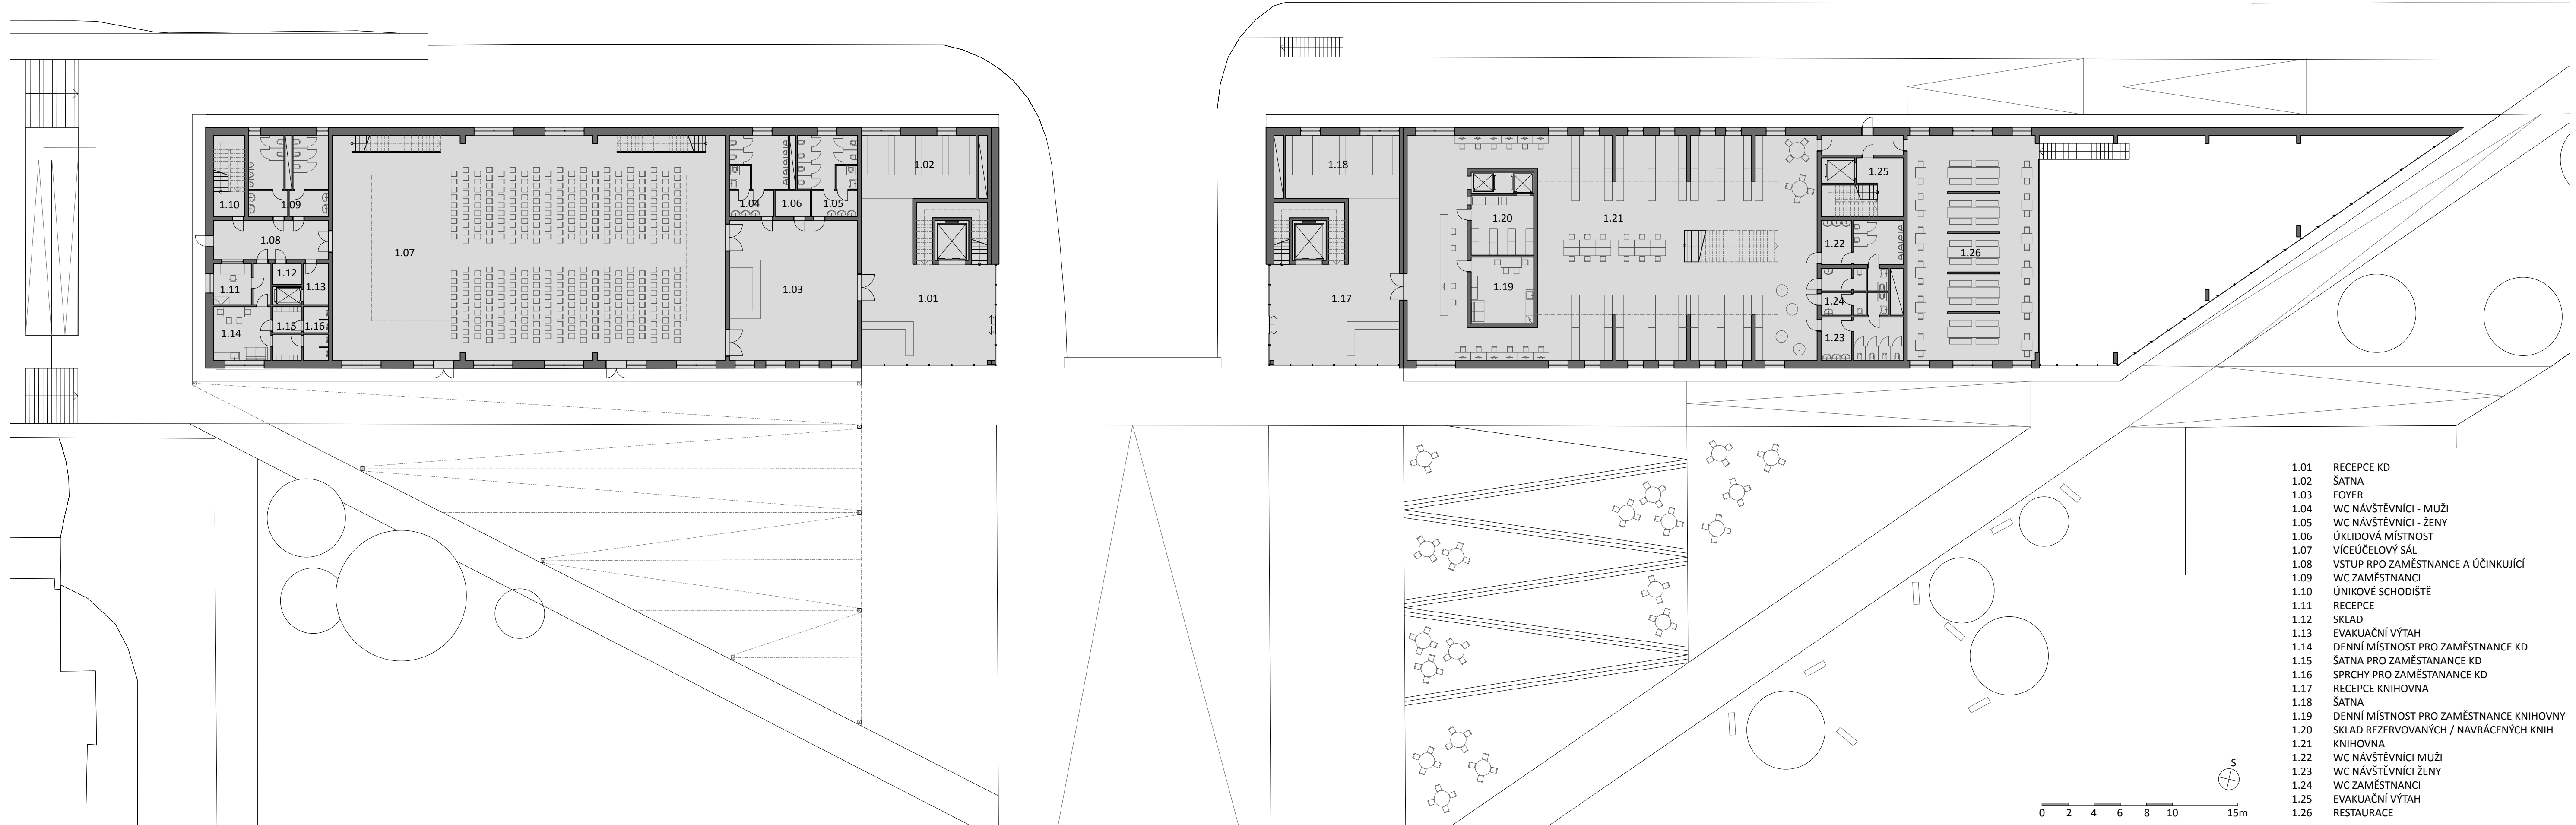 1.10
1.09
1.08
1.11
1.12
1.13
1.14
1.15
1.16
1.07
1.04
1.06
1.05
1.03
1.02
1.01
1.18
1.17
1.20
1.19
1.21
1.25
1.22
1.24
1.23
1.26
1.01 RECEPCE KD
1.02 ŠATNA
1.03 FOYER
1.04 WC NÁVŠTĚVNÍCI - MUŽI
1.05 WC NÁVŠTĚVNÍCI - ŽENY
1.06 ÚKLIDOVÁ MÍSTNOST
1.07 VÍCEÚČELOVÝ SÁL
1.08 VSTUP RPO ZAMĚSTNANCE A ÚČINKUJÍCÍ
1.09 WC ZAMĚSTNANCI
1.10 ÚNIKOVÉ SCHODIŠTĚ
1.11 RECEPCE
1.12 SKLAD
1.13 EVAKUAČNÍ VÝTAH
1.14 DENNÍ MÍSTNOST PRO ZAMĚSTNANCE KD
1.15 ŠATNA PRO ZAMĚSTANANCE KD
1.16 SPRCHY PRO ZAMĚSTANANCE KD
1.17 RECEPCE KNIHOVNA
1.18 ŠATNA
1.19 DENNÍ MÍSTNOST PRO ZAMĚSTNANCE KNIHOVNY
1.20 SKLAD REZERVOVANÝCH / NAVRÁCENÝCH KNIH
1.21 KNIHOVNA
1.22 WC NÁVŠTĚVNÍCI MUŽI
1.23 WC NÁVŠTĚVNÍCI ŽENY
1.24 WC ZAMĚSTNANCI
1.25 EVAKUAČNÍ VÝTAH
1.26 RESTAURACE
S
0 2 4 6 8 10 15m